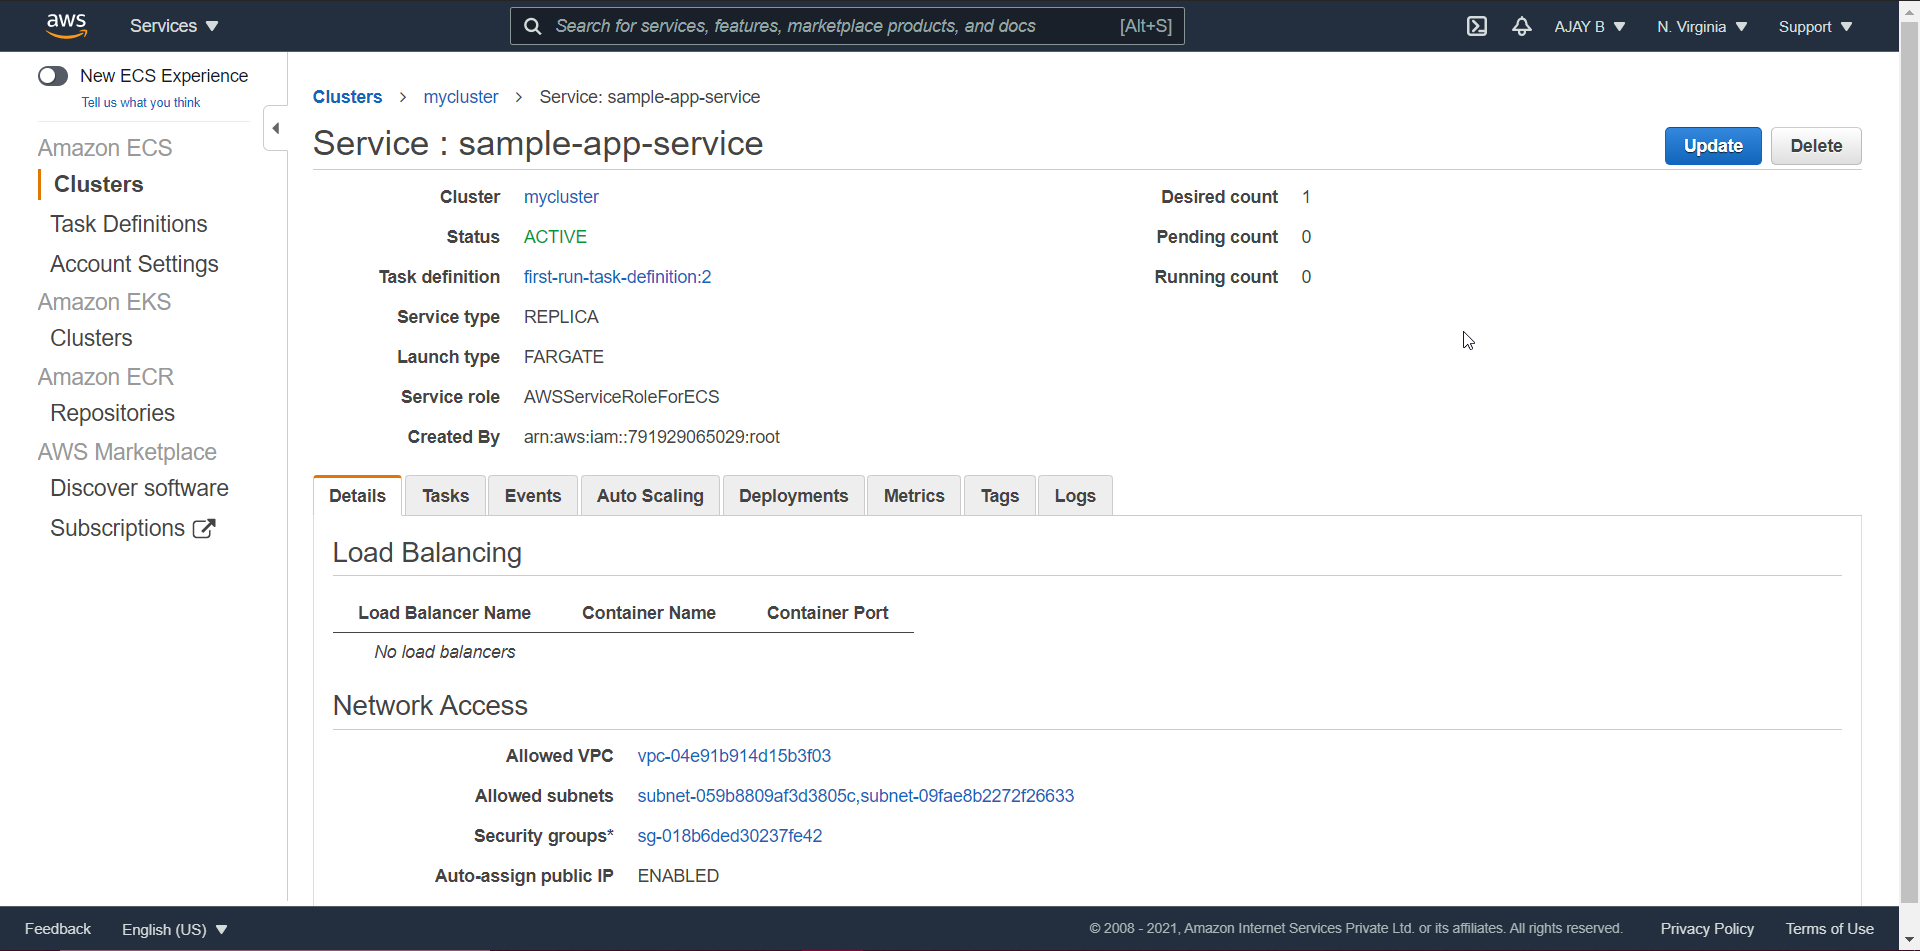 aws Services Search for services, features, marketplace products, and docs [Alt+S] AJAY B N. Virginia Support
New ECS Experience
Tell us what you think
Amazon ECS
Clusters
Task Definitions
Account Settings
Amazon EKS
Clusters
Amazon ECR
Repositories
AWS Marketplace
Discover software
Subscriptions
Clusters > mycluster > Service: sample-app-service
Service : sample-app-service
Update Delete
Cluster mycluster
Status ACTIVE
Task definition first-run-task-definition:2
Service type REPLICA
Launch type FARGATE
Service role AWSServiceRoleForECS
Created By arn:aws:iam::791929065029:root
Desired count 1
Pending count 0
Running count 0
Details Tasks Events Auto Scaling Deployments Metrics Tags Logs
Load Balancing
Load Balancer Name Container Name Container Port
No load balancers
Network Access
Allowed VPC vpc-04e91b914d15b3f03
Allowed subnets subnet-059b8809af3d3805c,subnet-09fae8b2272f26633
Security groups* sg-018b6ded30237fe42
Auto-assign public IP ENABLED
Feedback English (US) © 2008 - 2021, Amazon Internet Services Private Ltd. or its affiliates. All rights reserved. Privacy Policy Terms of Use